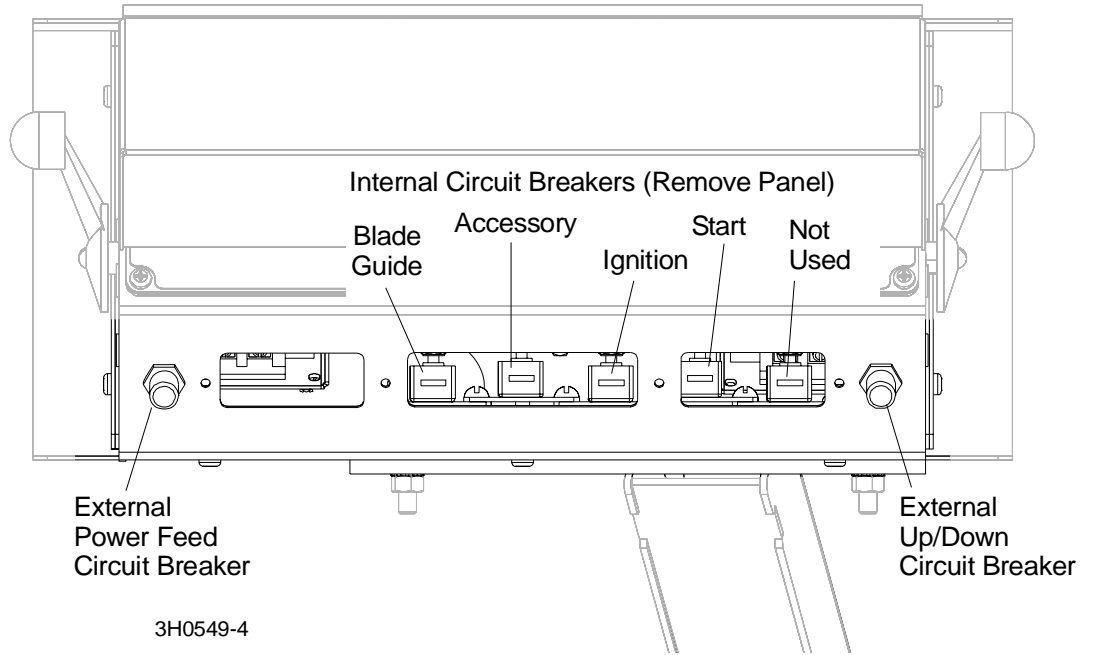 Internal Circuit Breakers (Remove Panel)
Blade
Guide
Accessory
Ignition
Start
Not
Used
External
Power Feed
Circuit Breaker
External
Up/Down
Circuit Breaker
3H0549-4